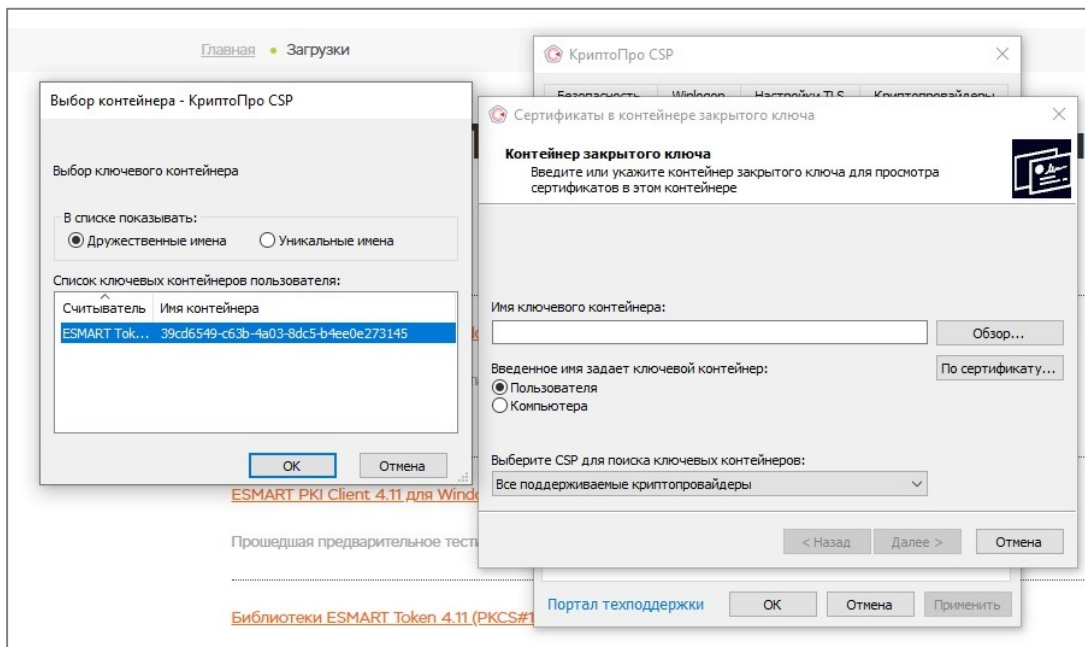 Главная • Загрузки
КриптоПро CSP
Безопасность Winlogon Настройки TLS Криптопровайдеры
Выбор контейнера - КриптоПро CSP
Выбор ключевого контейнера
В списке показывать:
Дружественные имена Уникальные имена
Список ключевых контейнеров пользователя:
Считыватель Имя контейнера
ESMART Tok... 39cd6549-c63b-4a03-8dc5-b4ee0e273145
ОК Отмена
Сертификаты в контейнере закрытого ключа
Контейнер закрытого ключа
Введите или укажите контейнер закрытого ключа для просмотра
сертификатов в этом контейнере
Имя ключевого контейнера:
Обзор...
Введенное имя задает ключевой контейнер:
По сертификату...
Пользователя
Компьютера
Выберите CSP для поиска ключевых контейнеров:
Все поддерживаемые криптопровайдеры
< Назад Далее > Отмена
ESMART PKI Client 4.11 для Windo
Прошедшая предварительное тести
Библиотеки ESMART Token 4.11 (PKCS#1
Портал техподдержки ОК Отмена Применить